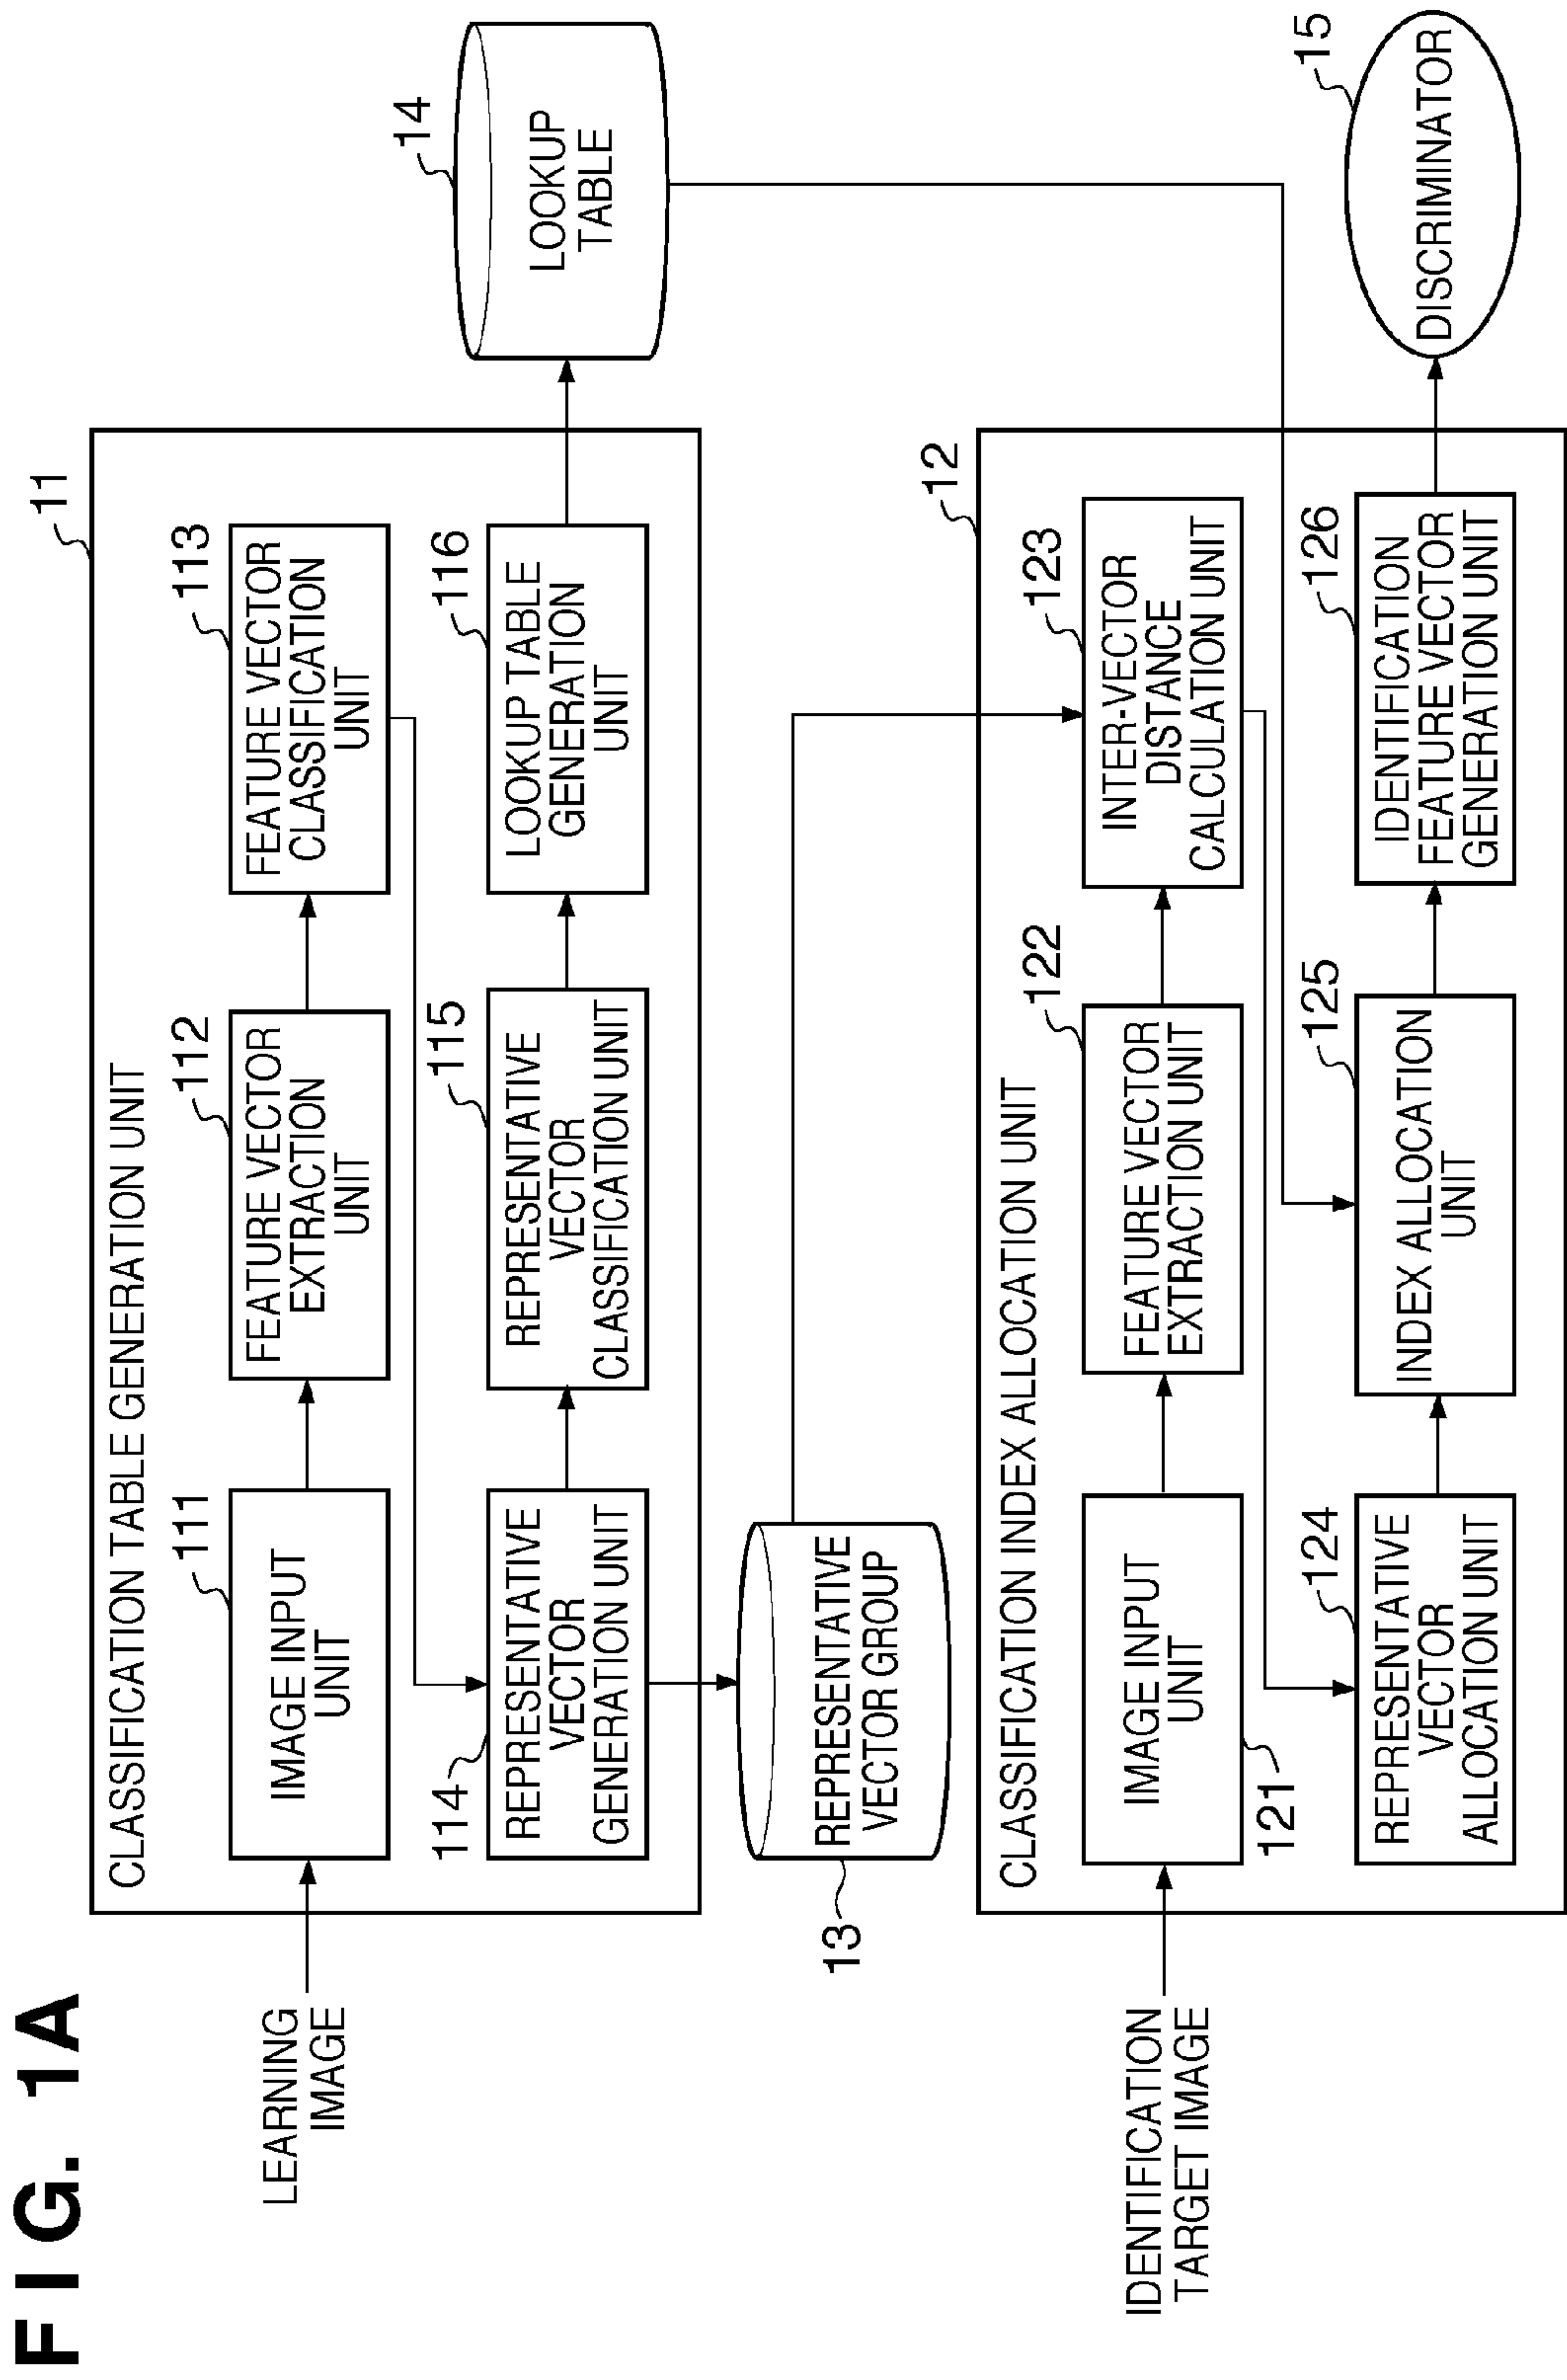 FIG. 1A
11
CLASSIFICATION TABLE GENERATION UNIT
LEARNING
IMAGE
111
IMAGE INPUT
UNIT
112
FEATURE VECTOR
EXTRACTION
UNIT
113
FEATURE VECTOR
CLASSIFICATION
UNIT
114
REPRESENTATIVE
VECTOR
GENERATION UNIT
115
REPRESENTATIVE
VECTOR
CLASSIFICATION UNIT
116
LOOKUP TABLE
GENERATION
UNIT
14
LOOKUP
TABLE
13
REPRESENTATIVE
VECTOR GROUP
12
CLASSIFICATION INDEX ALLOCATION UNIT
IDENTIFICATION
TARGET IMAGE
IMAGE INPUT
UNIT
121
122
FEATURE VECTOR
EXTRACTION UNIT
123
INTER-VECTOR
DISTANCE
CALCULATION UNIT
124
REPRESENTATIVE
VECTOR
ALLOCATION UNIT
125
INDEX ALLOCATION
UNIT
126
IDENTIFICATION
FEATURE VECTOR
GENERATION UNIT
15
DISCRIMINATOR